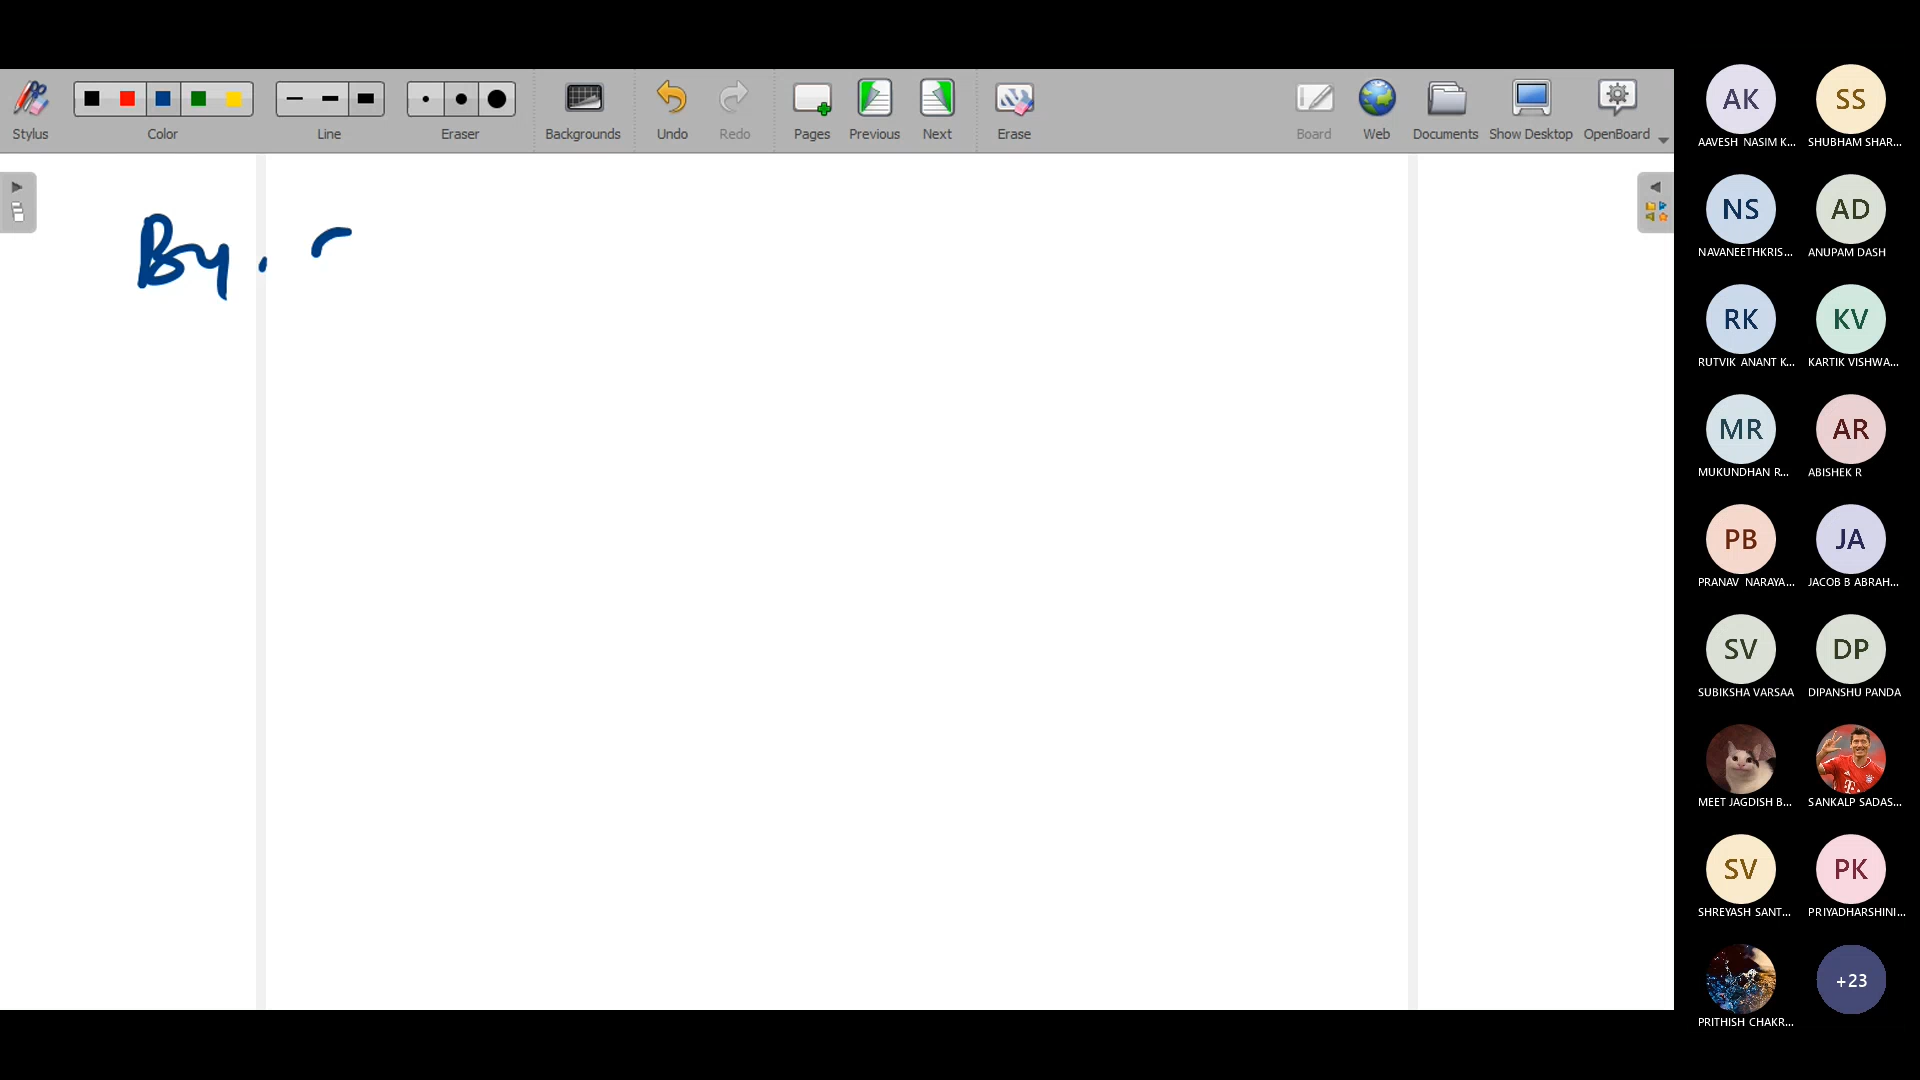 Stylus
Color
Line
Eraser
Backgrounds
Undo
Redo
Pages
Previous
Next
Erase
Board
Web
Documents
Show Desktop
OpenBoard
By.
AK
SS
AAVESH NASIM K...
SHUBHAM SHAR...
NS
AD
NAVANEETHKRIS...
ANUPAM DASH
RK
KV
RUTVIK ANANT K...
KARTIK VISHWA...
MR
AR
MUKUNDHAN R...
ABISHEK R
PB
JA
PRANAV NARAYA...
JACOB B ABRAH...
SV
DP
SUBIKSHA VARSAA
DIPANSHU PANDA
MEET JAGDISH B...
SANKALP SADAS...
SV
PK
SHREYASH SANT...
PRIYADHARSHINI...
+23
PRITHISH CHAKR...